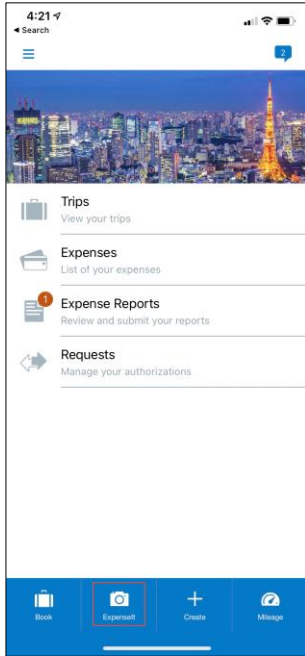 4:21
◀ Search
2
Trips
View your trips
Expenses
List of your expenses
1
Expense Reports
Review and submit your reports
Requests
Manage your authorizations
Book
ExpenseIt
Create
Mileage